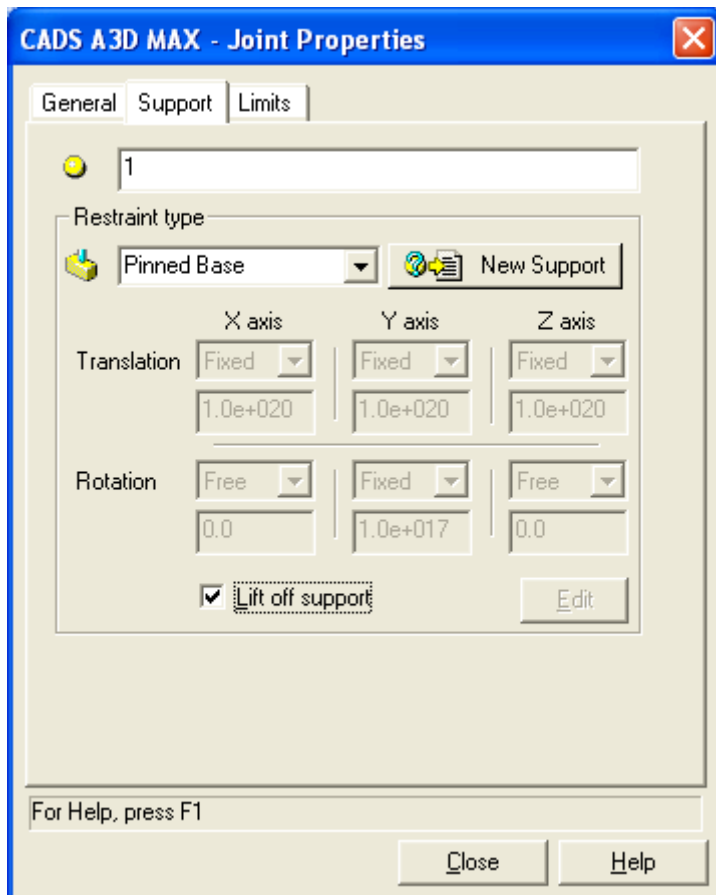 CADS A3D MAX - Joint Properties
General Support Limits
1
Restraint type
Pinned Base New Support
X axis Y axis Z axis
Translation Fixed Fixed Fixed
1.0e+020 1.0e+020 1.0e+020
Rotation Free Fixed Free
0.0 1.0e+017 0.0
Lift off support Edit
For Help, press F1
Close Help